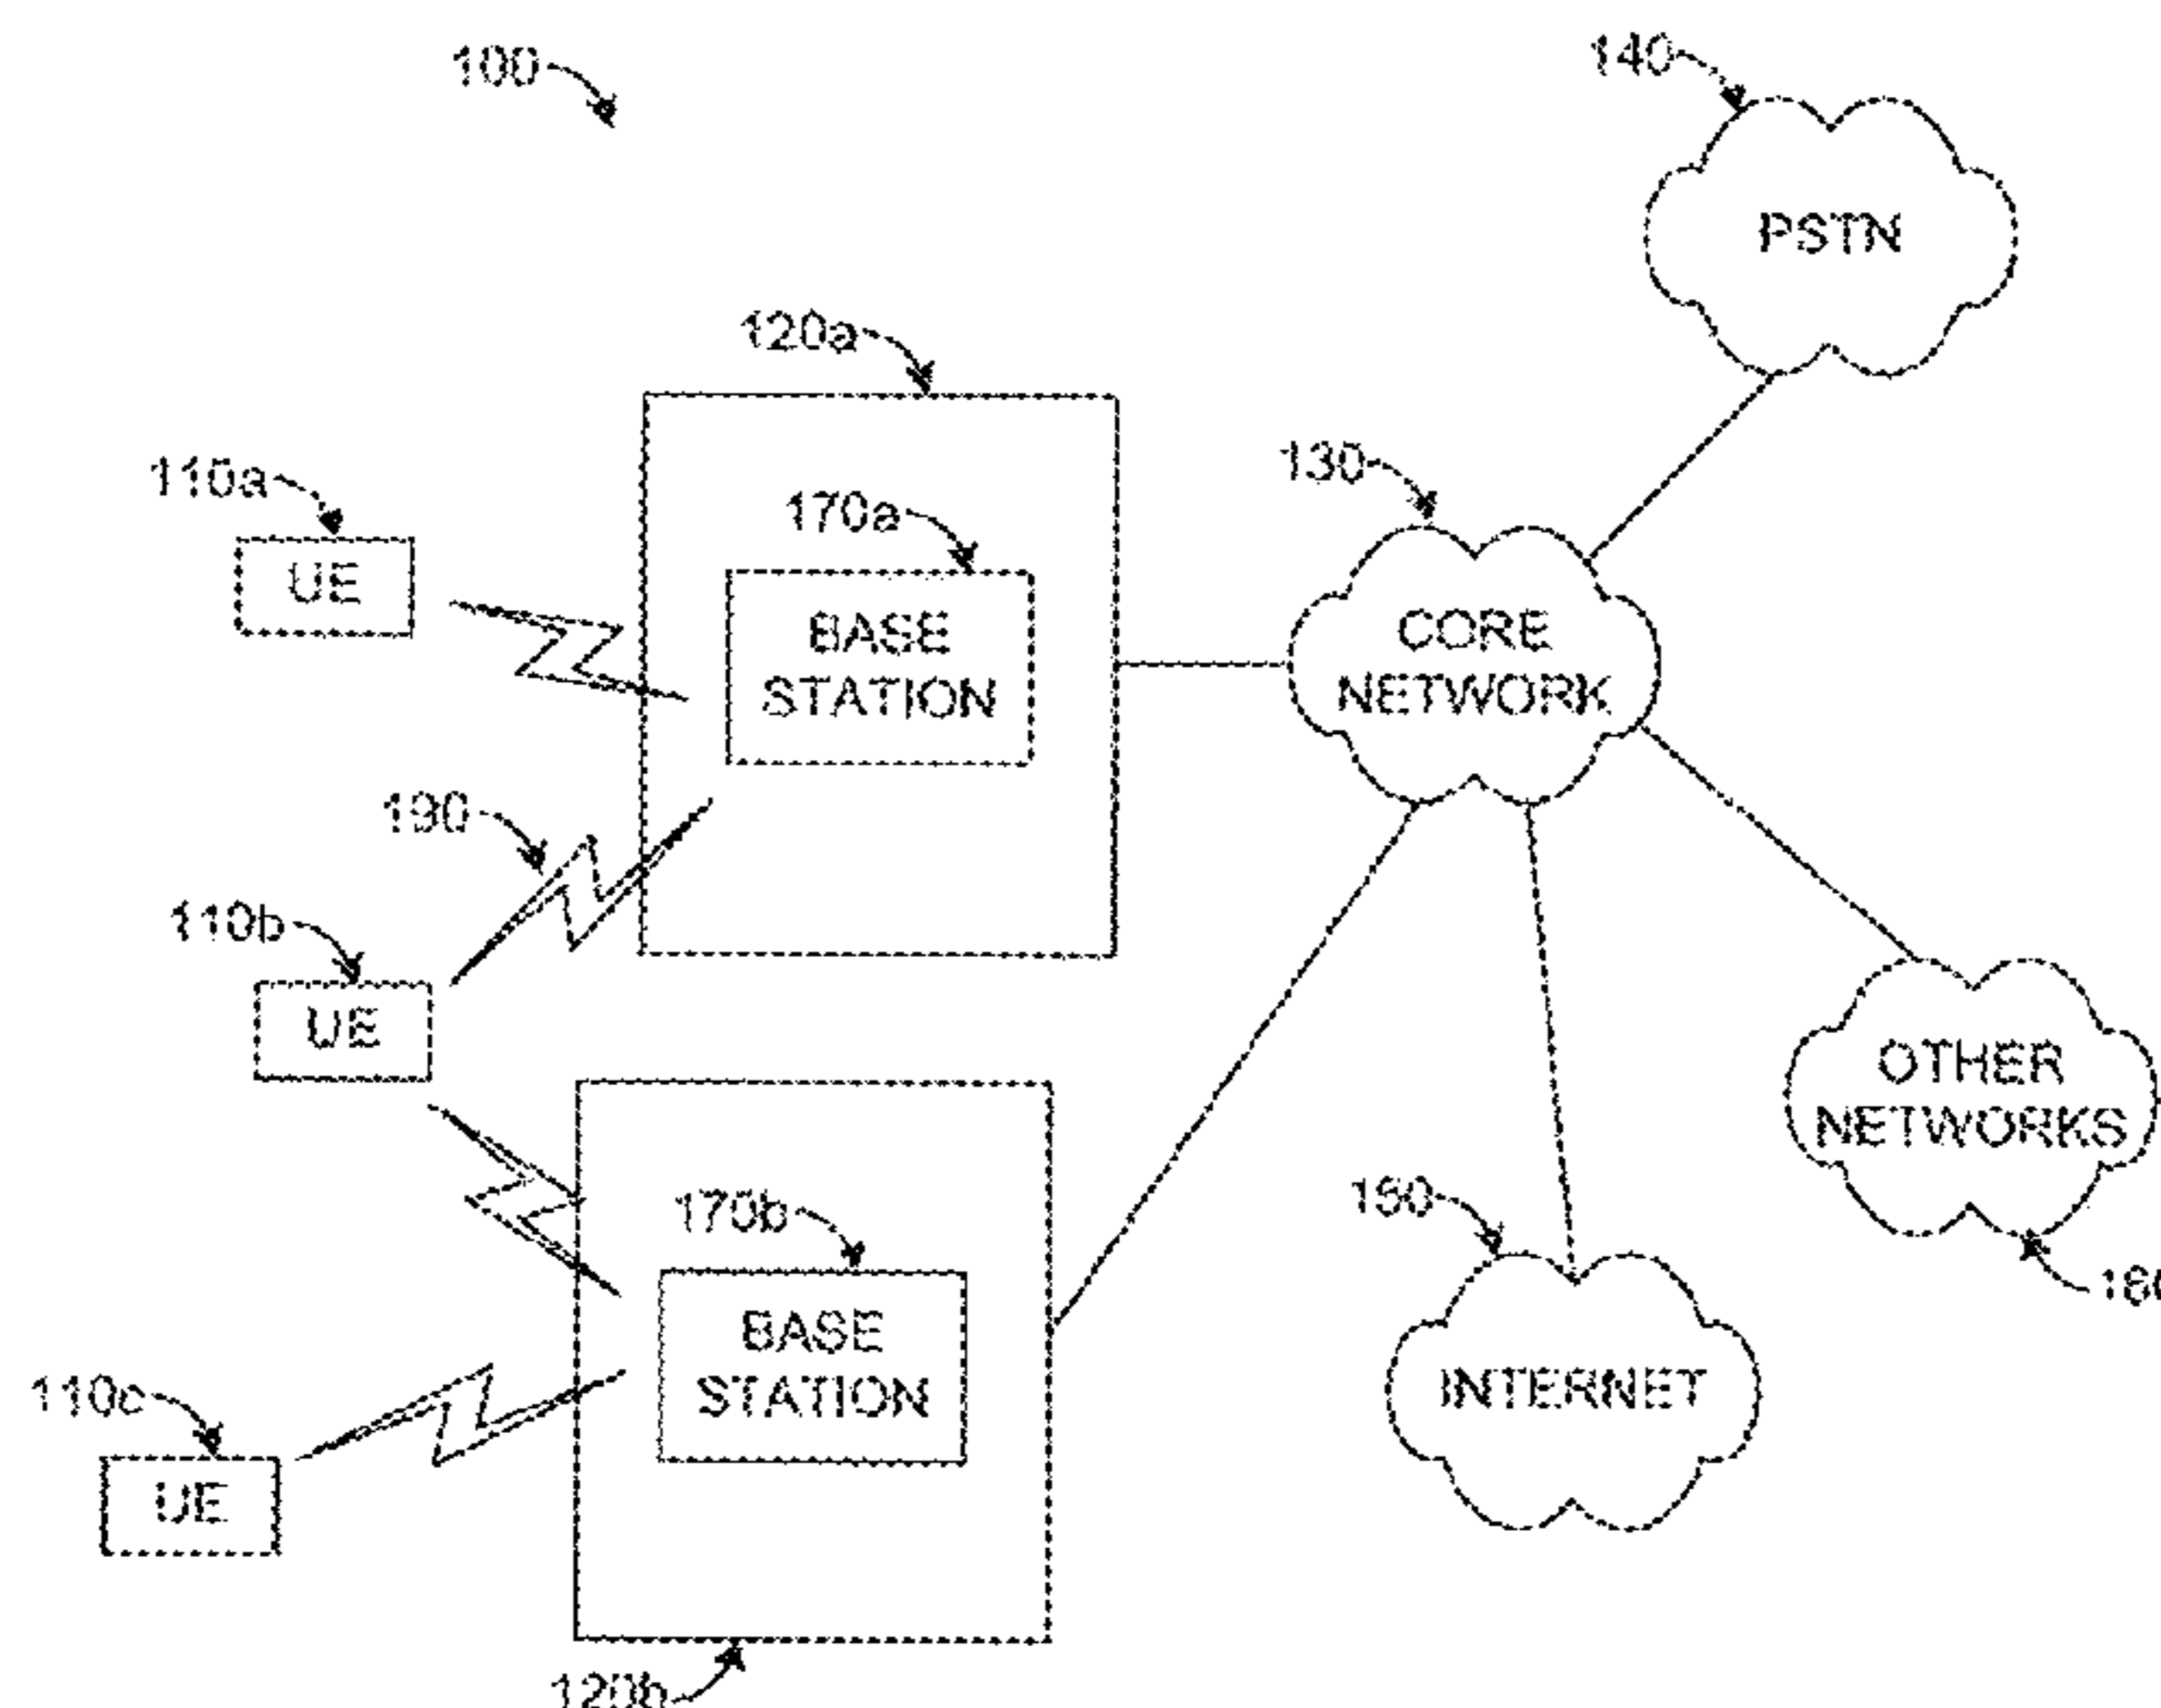 100
140
PSTN
120a
110a
UE
170a
BASE
STATION
130
CORE
NETWORK
190
110b
UE
OTHER
NETWORKS
170b
BASE
STATION
150
INTERNET
110c
UE
120b